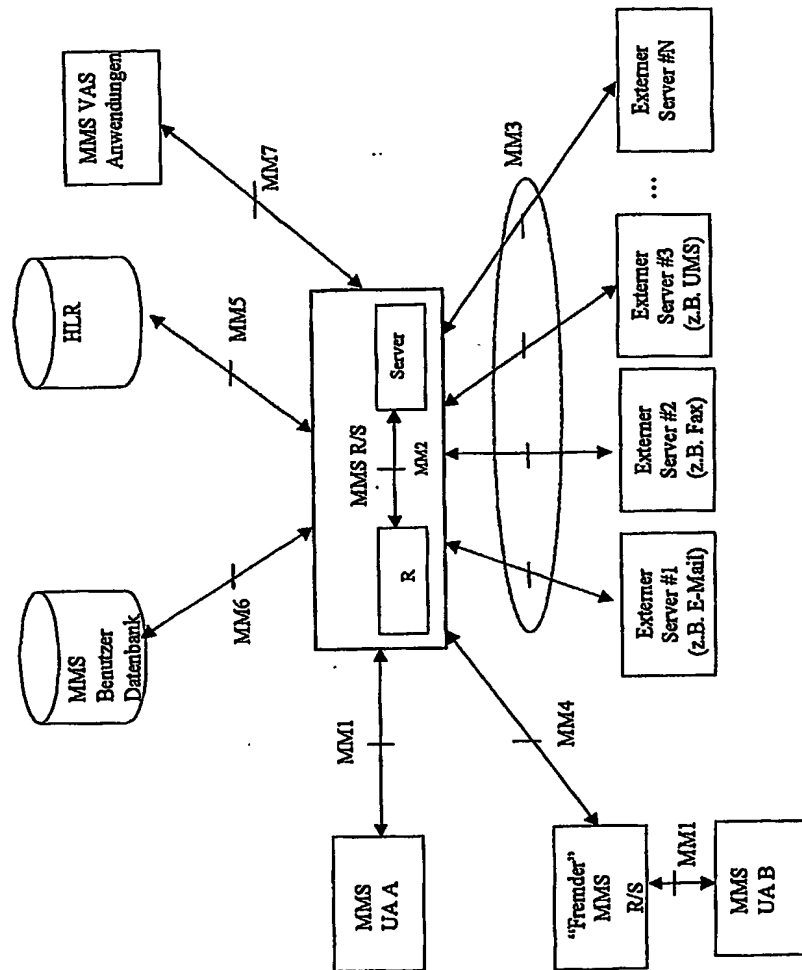 MMS
Benutzer
Datenbank
HLR
MMS VAS
Anwendungen
MM6
MM5
MM7
MMS R/S
R
Server
MM2
MMS
UA A
MM1
MM4
MM3
"Fremder"
MMS
R/S
MM1
MMS
UA B
Externer
Server #1
(z.B. E-Mail)
Externer
Server #2
(z.B. Fax)
Externer
Server #3
(z.B. UMS)
...
Externer
Server #N